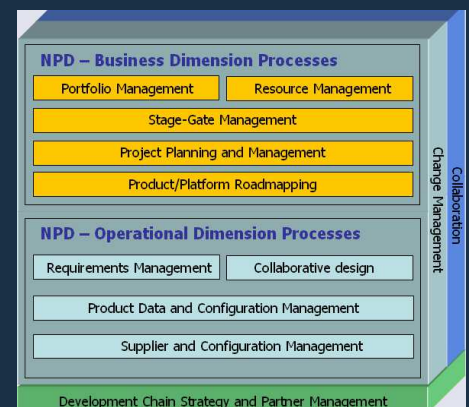 NPD – Business Dimension Processes
Portfolio Management
Resource Management
Stage-Gate Management
Project Planning and Management
Product/Platform Roadmapping
NPD – Operational Dimension Processes
Requirements Management
Collaborative design
Product Data and Configuration Management
Supplier and Configuration Management
Development Chain Strategy and Partner Management
Change Management
Collaboration